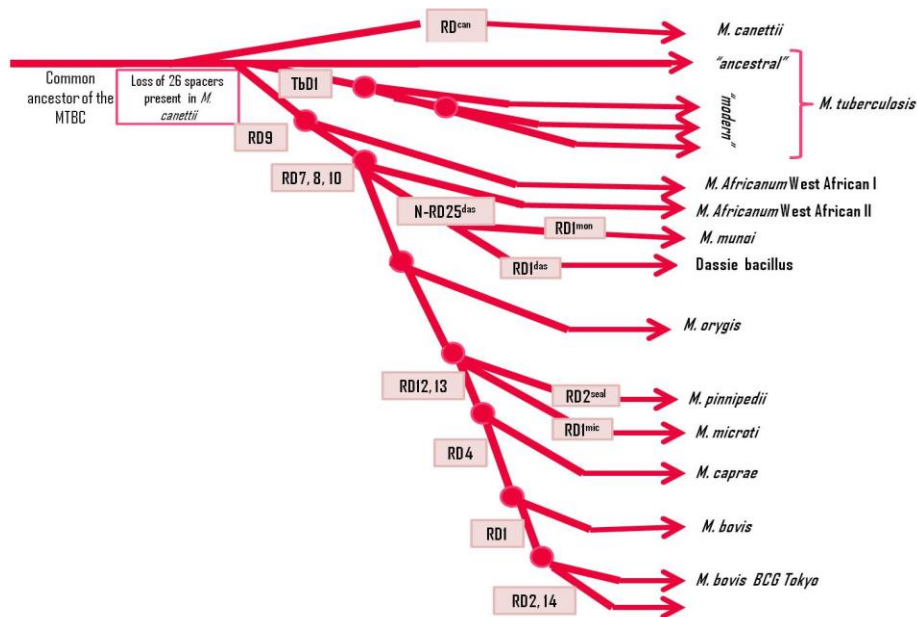 RDcan
M. canettii
"ancestral"
Common
ancestor of the
MTBC
Loss of 26 spacers
present in M.
canettii
TbD1
"modern"
M. tuberculosis
RD9
RD7, 8, 10
M. Africanum West African I
M. Africanum West African II
N-RD25das
RD1mon
M. munoi
RD1das
Dassie bacillus
M. orygis
RD12, 13
RD2seal
M. pinnipedii
RD1mic
M. microti
RD4
M. caprae
RD1
M. bovis
M. bovis BCG Tokyo
RD2, 14